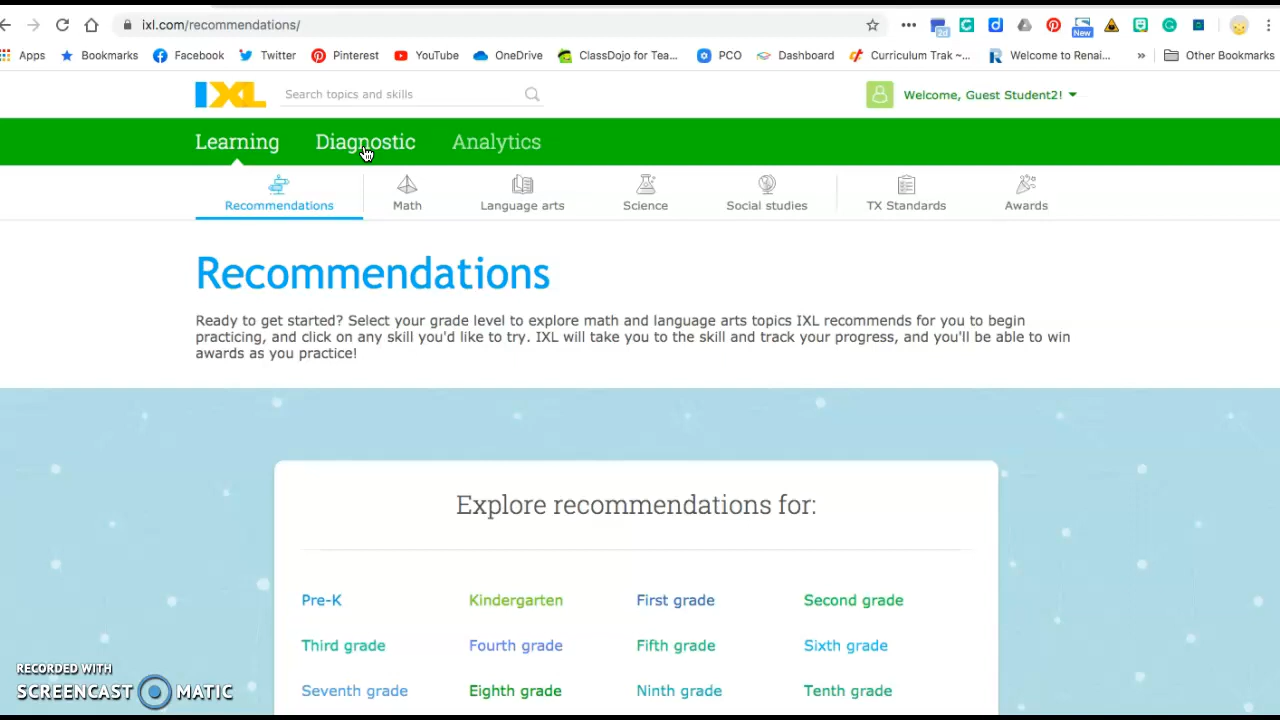 ixl.com/recommendations/
2d
New
Apps Bookmarks Facebook Twitter Pinterest YouTube OneDrive ClassDojo for Tea... PCO Dashboard Curriculum Trak ~... Welcome to Renai... » Other Bookmarks
IXL Search topics and skills Welcome, Guest Student2!
Learning Diagnostic Analytics
Recommendations Math Language arts Science Social studies TX Standards Awards
Recommendations
Ready to get started? Select your grade level to explore math and language arts topics IXL recommends for you to begin
practicing, and click on any skill you'd like to try. IXL will take you to the skill and track your progress, and you'll be able to win
awards as you practice!
Explore recommendations for:
Pre-K Kindergarten First grade Second grade
Third grade Fourth grade Fifth grade Sixth grade
Seventh grade Eighth grade Ninth grade Tenth grade
RECORDED WITH
SCREENCAST MATIC